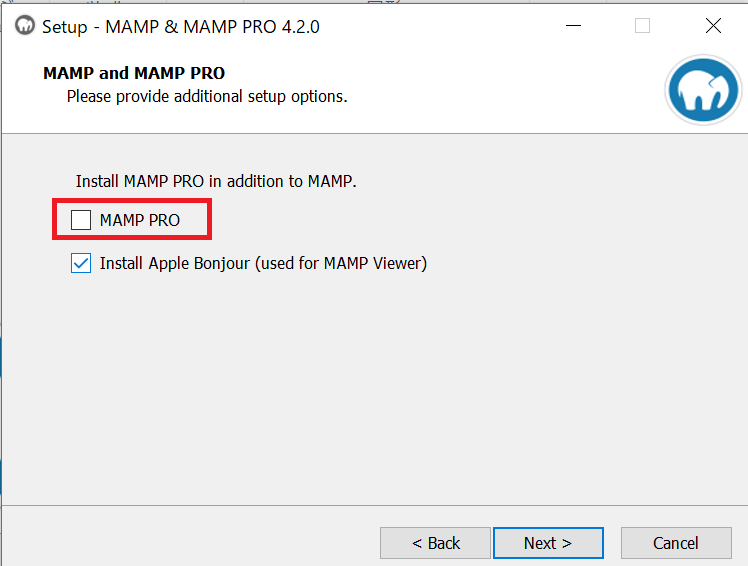 Setup - MAMP & MAMP PRO 4.2.0
MAMP and MAMP PRO
Please provide additional setup options.
Install MAMP PRO in addition to MAMP.
MAMP PRO
Install Apple Bonjour (used for MAMP Viewer)
< Back
Next >
Cancel